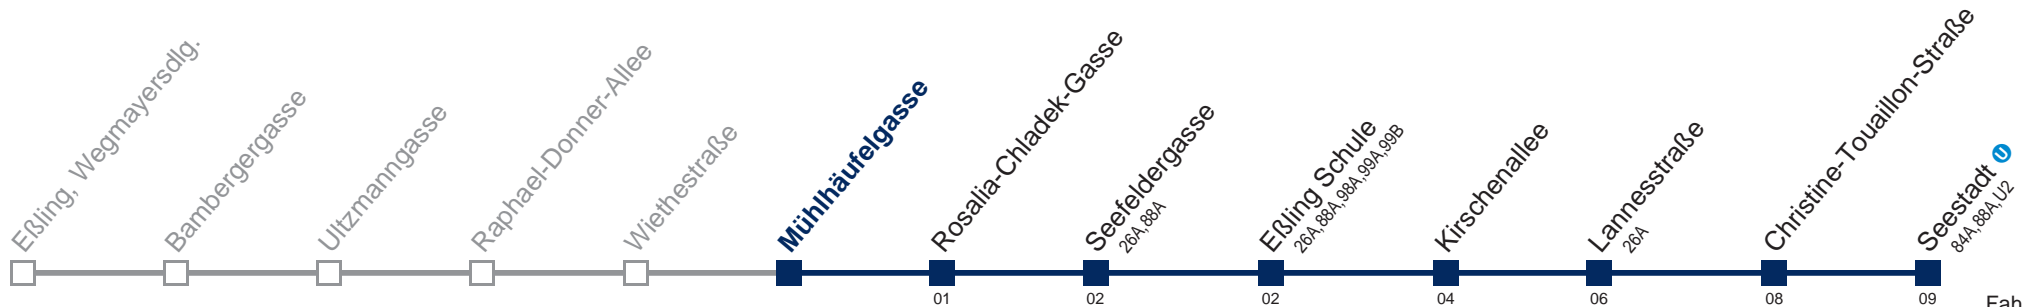 Eßling, Wegmayersdlg.
Bambergergasse
Ultzmanngasse
Raphael-Donner-Allee
Wiethestraße
Mühlhäufelgasse
Rosalia-Chladek-Gasse
01
Seefeldergasse
26A,88A
02
Eßling Schule
26A,88A,98A,99A,99B
02
Kirschenallee
04
Lannesstraße
26A
06
Christine-Touaillon-Straße
08
Seestadt U
84A,88A,U2
09
Fah